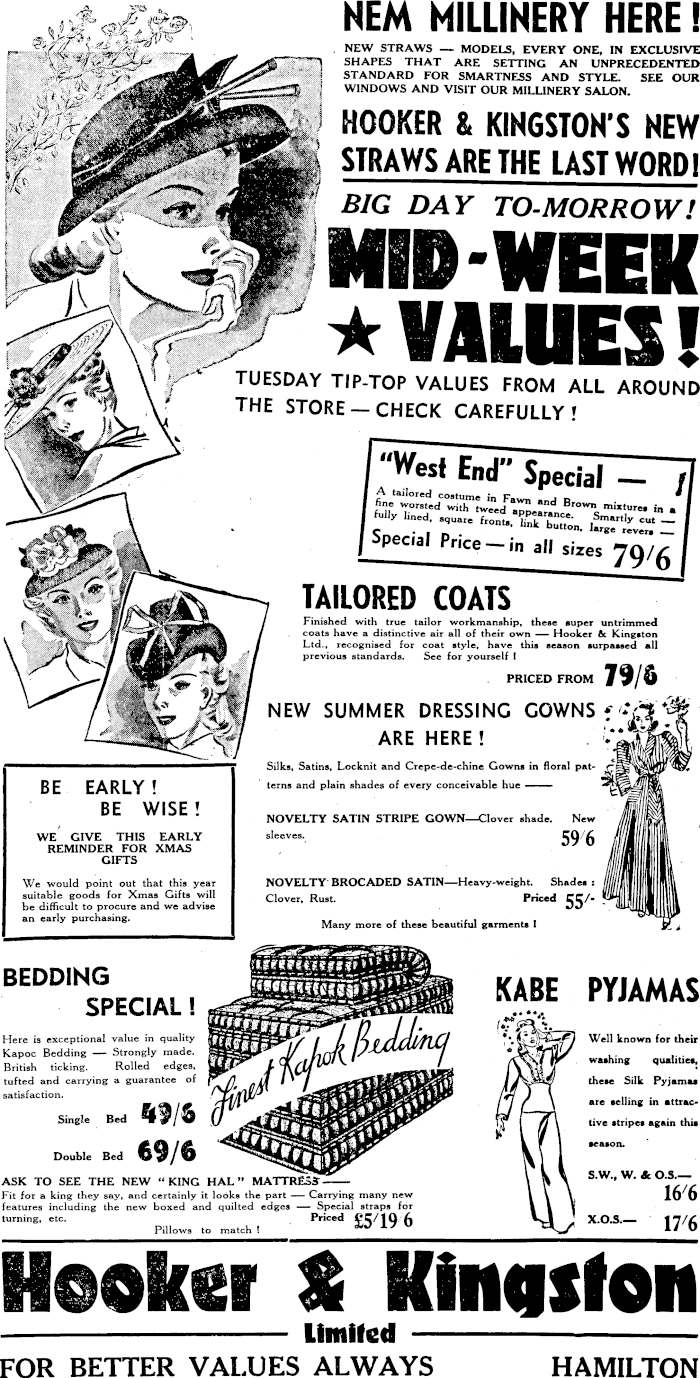 NEM MILLINERY HERE !
NEW STRAWS — MODELS, EVERY ONE, IN EXCLUSIVE
SHAPES THAT ARE SETTING AN UNPRECEDENTED
STANDARD FOR SMARTNESS AND STYLE. SEE OUR
WINDOWS AND VISIT OUR MILLINERY SALON.
HOOKER & KINGSTON'S NEW
STRAWS ARE THE LAST WORD!
BIG DAY TO-MORROW!
MID-WEEK
★ VALUES!
TUESDAY TIP-TOP VALUES FROM ALL AROUND
THE STORE — CHECK CAREFULLY !
"West End" Special —
A tailored costume in Fawn and Brown mixtures in a
fine worsted with tweed appearance. Smartly cut —
fully lined, square fronts, link button, large revers —
Special Price — in all sizes 79/6
TAILORED COATS
Finished with true tailor workmanship, these super untrimmed
coats have a distinctive air all of their own — Hooker & Kingston
Ltd., recognised for coat style, have this season surpassed all
previous standards. See for yourself !
PRICED FROM 79/6
NEW SUMMER DRESSING GOWNS
ARE HERE !
Silks, Satins, Locknit and Crepe-de-chine Gowns in floral pat-
terns and plain shades of every conceivable hue ——
NOVELTY SATIN STRIPE GOWN—Clover shade. New
sleeves. 59/6
NOVELTY BROCADED SATIN—Heavy-weight. Shades :
Clover, Rust. Priced 55/-
Many more of these beautiful garments !
BE EARLY !
BE WISE !
WE GIVE THIS EARLY
REMINDER FOR XMAS
GIFTS
We would point out that this year
suitable goods for Xmas Gifts will
be difficult to procure and we advise
an early purchasing.
BEDDING
SPECIAL !
Here is exceptional value in quality
Kapoc Bedding — Strongly made.
British ticking. Rolled edges,
tufted and carrying a guarantee of
satisfaction.
Single Bed 49/6
Double Bed 69/6
Finest Kapok Bedding
ASK TO SEE THE NEW "KING HAL" MATTRESS——
Fit for a king they say, and certainly it looks the part — Carrying many new
features including the new boxed and quilted edges — Special straps for
turning, etc. Priced £5/19 6
Pillows to match !
KABE PYJAMAS
Well known for their
washing qualities,
these Silk Pyjamas
are selling in attrac-
tive stripes again this
season.
S.W., W. & O.S.—
16/6
X.O.S.— 17/6
Hooker & Kingston
Limited
FOR BETTER VALUES ALWAYS HAMILTON